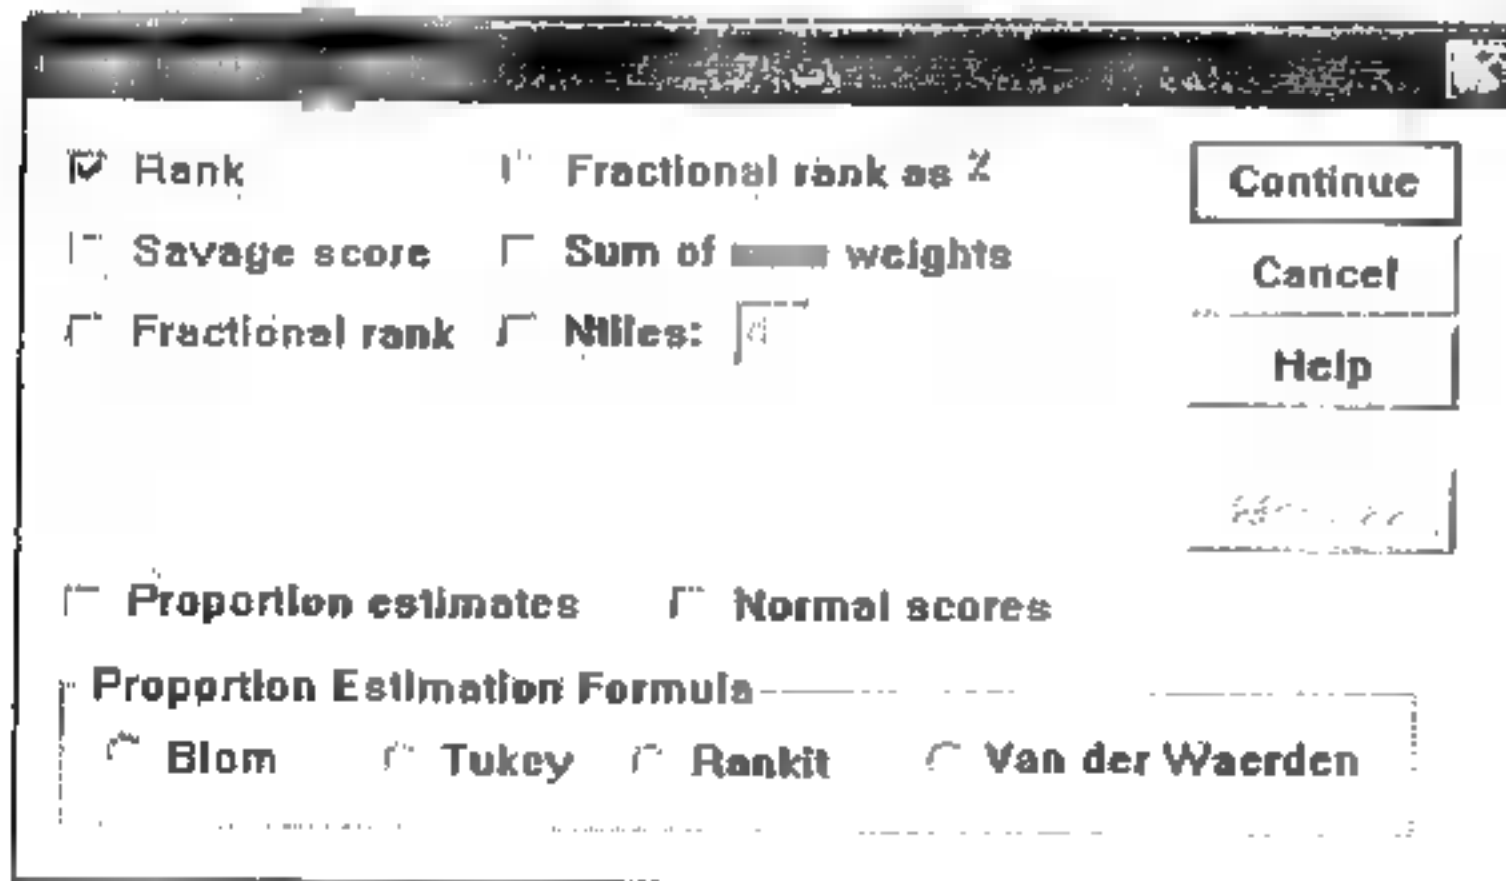 Rank Fractional rank as % Continue
Savage score Sum of weights Cancel
Fractional rank Ntiles: 4 Help
Proportion estimates Normal scores
Proportion Estimation Formula
Blom Tukey Rankit Van der Waerden